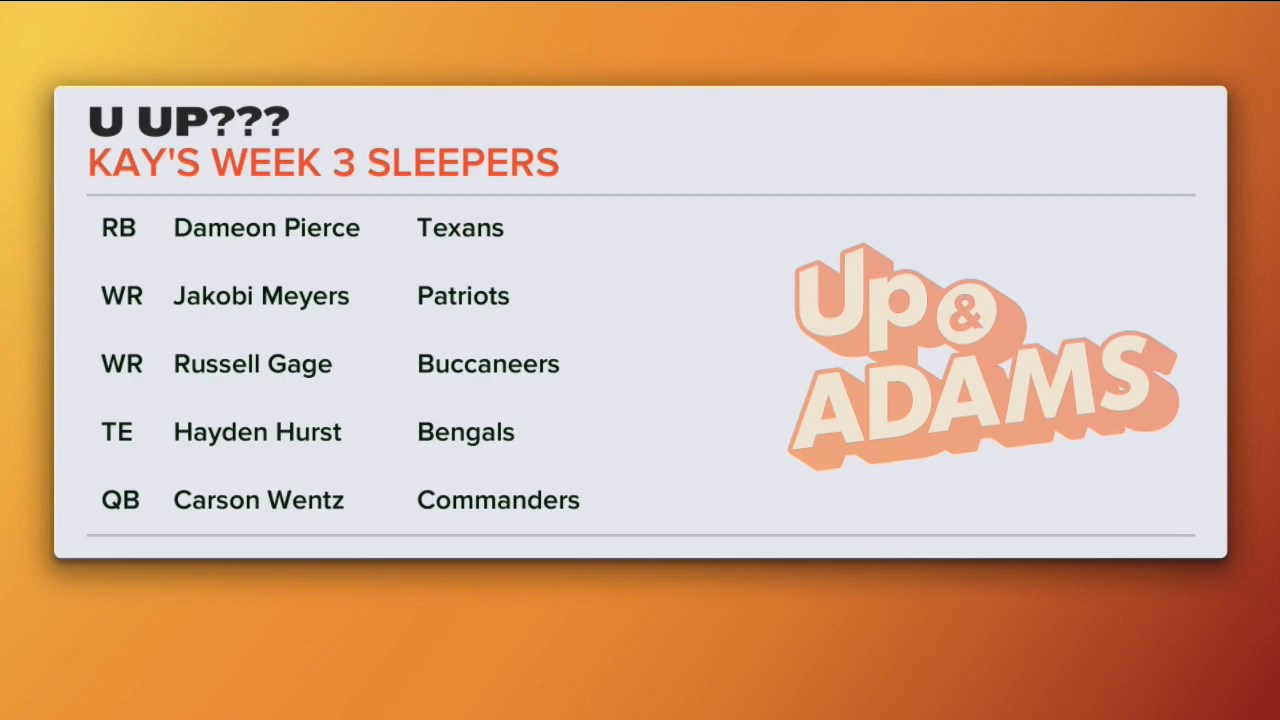 U UP???
KAY'S WEEK 3 SLEEPERS
RB Dameon Pierce Texans
WR Jakobi Meyers Patriots
WR Russell Gage Buccaneers
TE Hayden Hurst Bengals
QB Carson Wentz Commanders
Up &
ADAMS